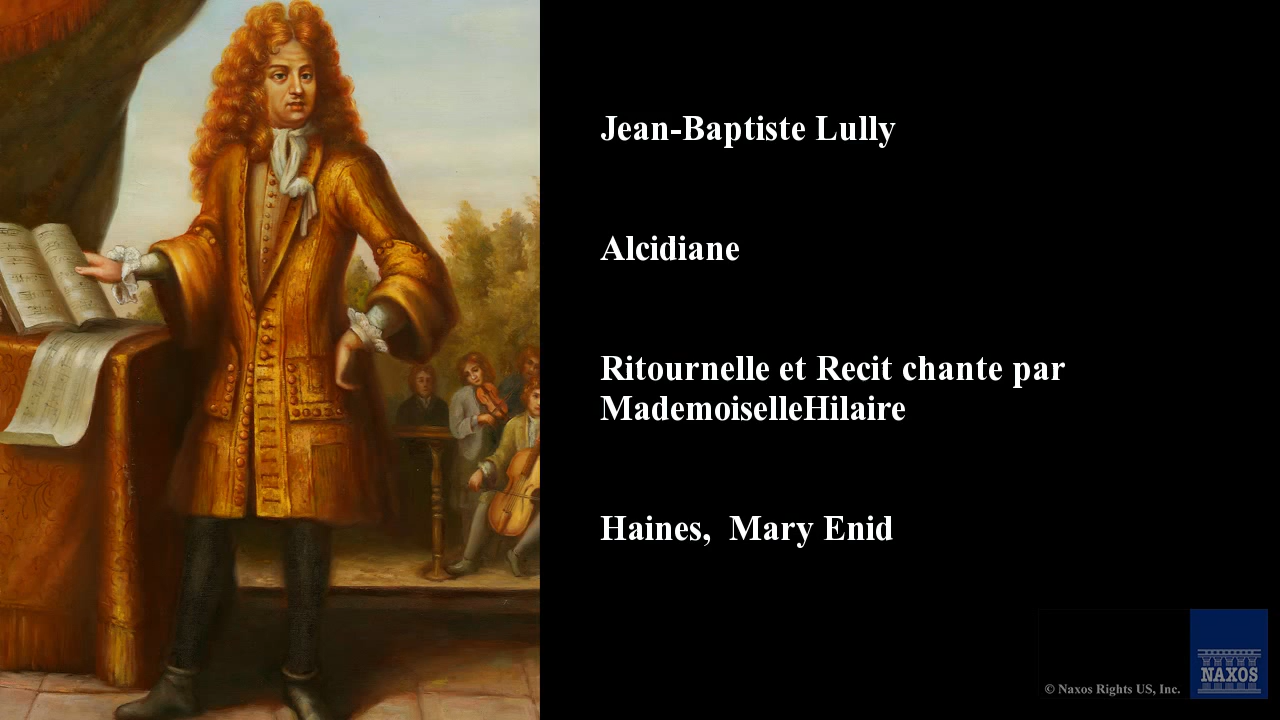 Jean-Baptiste Lully
Alcidiane
Ritournelle et Recit chante par
MademoiselleHilaire
Haines,  Mary Enid
© Naxos Rights US, Inc.
NAXOS